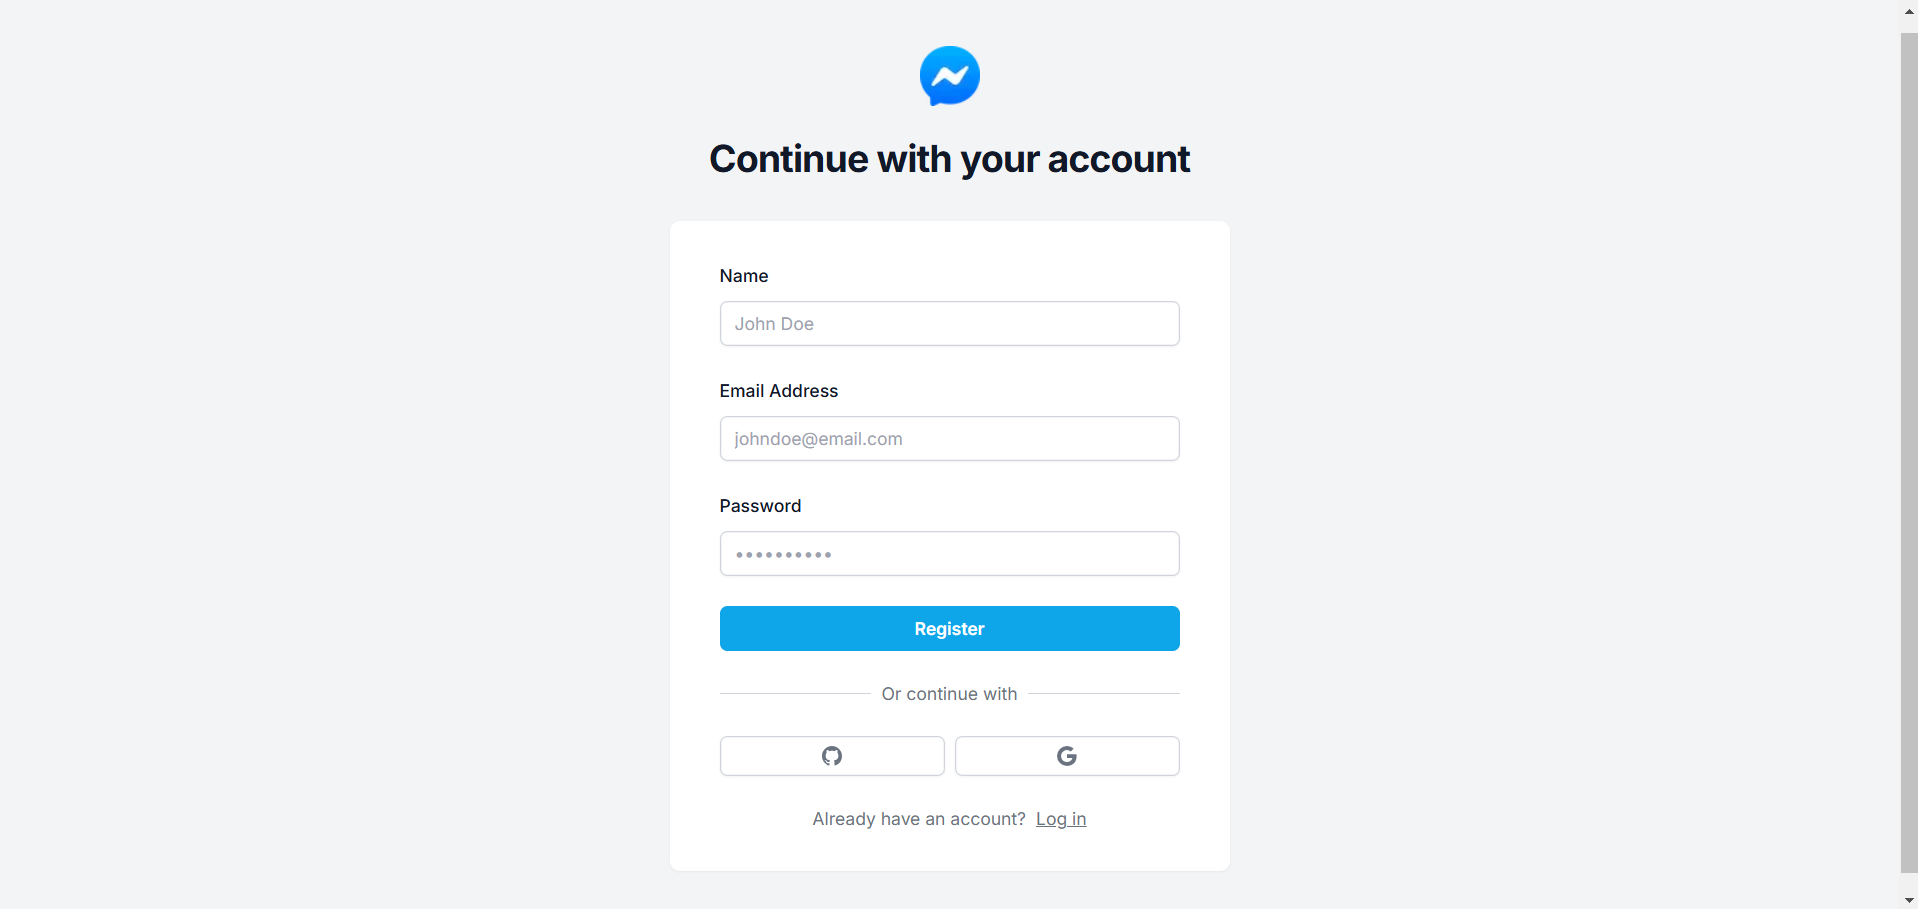 Continue with your account
Name
John Doe
Email Address
johndoe@email.com
Password
••••••••••
Register
Or continue with
Already have an account? Log in